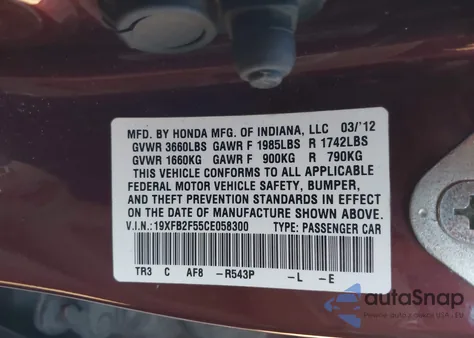 MFD. BY HONDA MFG. OF INDIANA, LLC 03/'12
GVWR 3660LBS GAWR F 1985LBS R 1742LBS
GVWR 1660KG GAWR F 900KG R 790KG
THIS VEHICLE CONFORMS TO ALL APPLICABLE
FEDERAL MOTOR VEHICLE SAFETY, BUMPER,
AND THEFT PREVENTION STANDARDS IN EFFECT
ON THE DATE OF MANUFACTURE SHOWN ABOVE.
V.I.N.: 19XFB2F55CE058300 TYPE: PASSENGER CAR
TR3 C AF8 -R543P -L -E
autoSnap